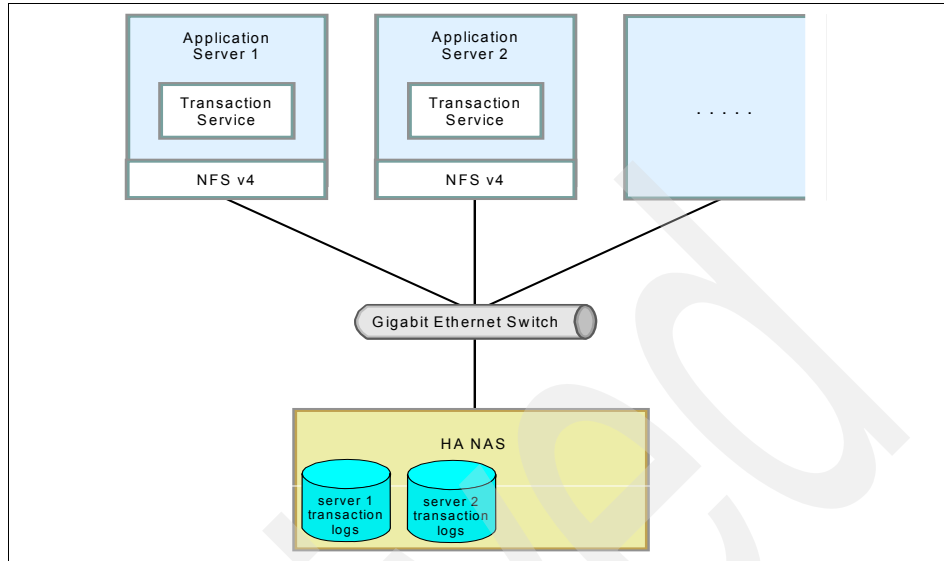 Application
Server 1
Transaction
Service
NFS v4
Application
Server 2
Transaction
Service
NFS v4
. . . . .
Gigabit Ethernet Switch
HA NAS
server 1
transaction
logs
server 2
transaction
logs